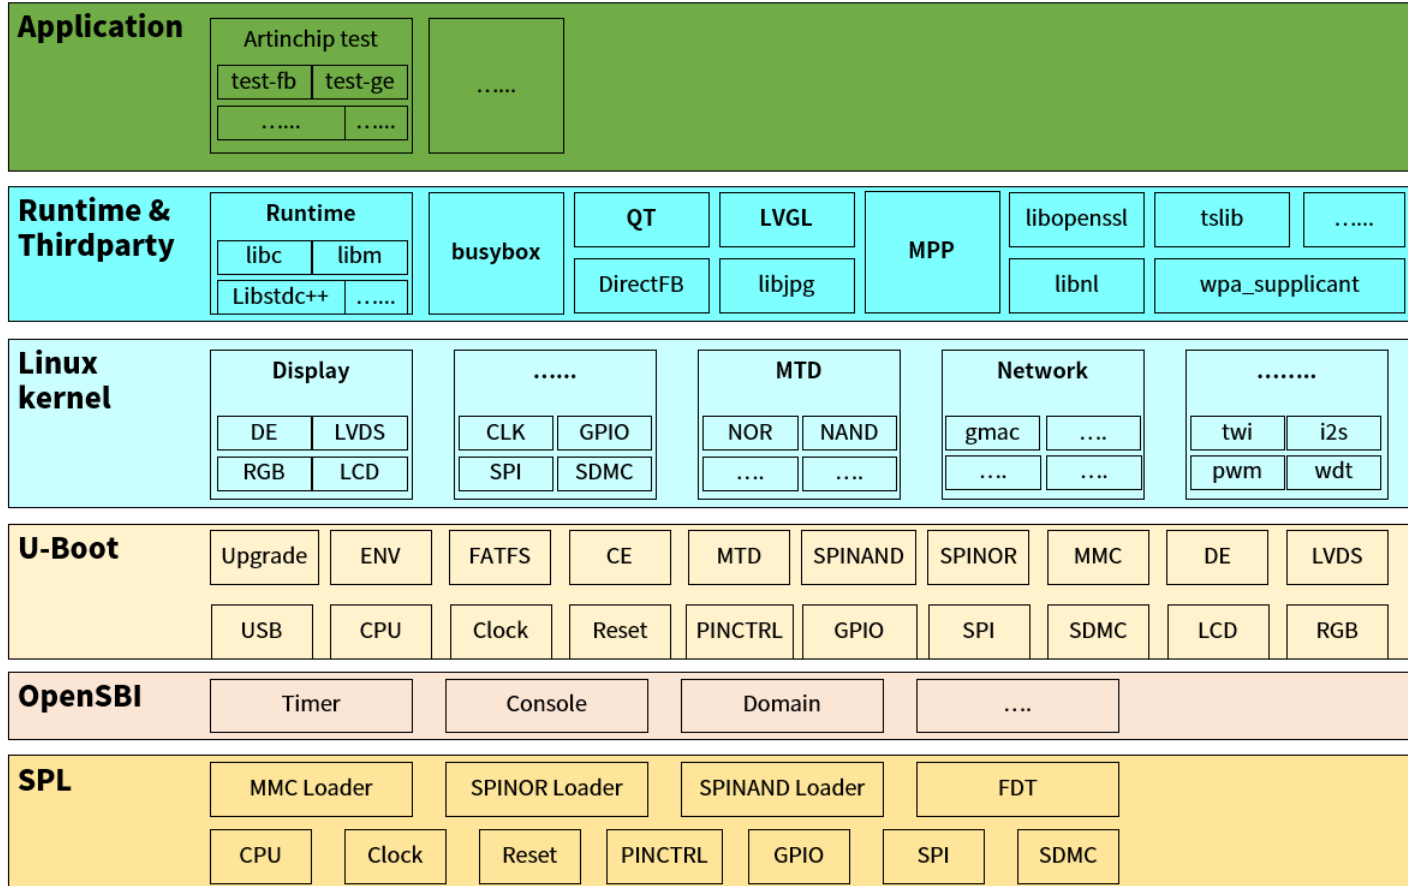 Application
Artinchip test
test-fb test-ge
…... …...
…...
Runtime &
Thirdparty
Runtime
libc libm
Libstdc++ …...
busybox
QT
DirectFB
LVGL
libjpg
MPP
libopenssl
libnl
tslib
…...
wpa_supplicant
Linux
kernel
Display
DE LVDS
RGB LCD
…...
CLK GPIO
SPI SDMC
MTD
NOR NAND
…. ….
Network
gmac ….
…. ….
……..
twi i2s
pwm wdt
U-Boot
Upgrade ENV FATFS CE MTD SPINAND SPINOR MMC DE LVDS
USB CPU Clock Reset PINCTRL GPIO SPI SDMC LCD RGB
OpenSBI
Timer Console Domain ….
SPL
MMC Loader SPINOR Loader SPINAND Loader FDT
CPU Clock Reset PINCTRL GPIO SPI SDMC